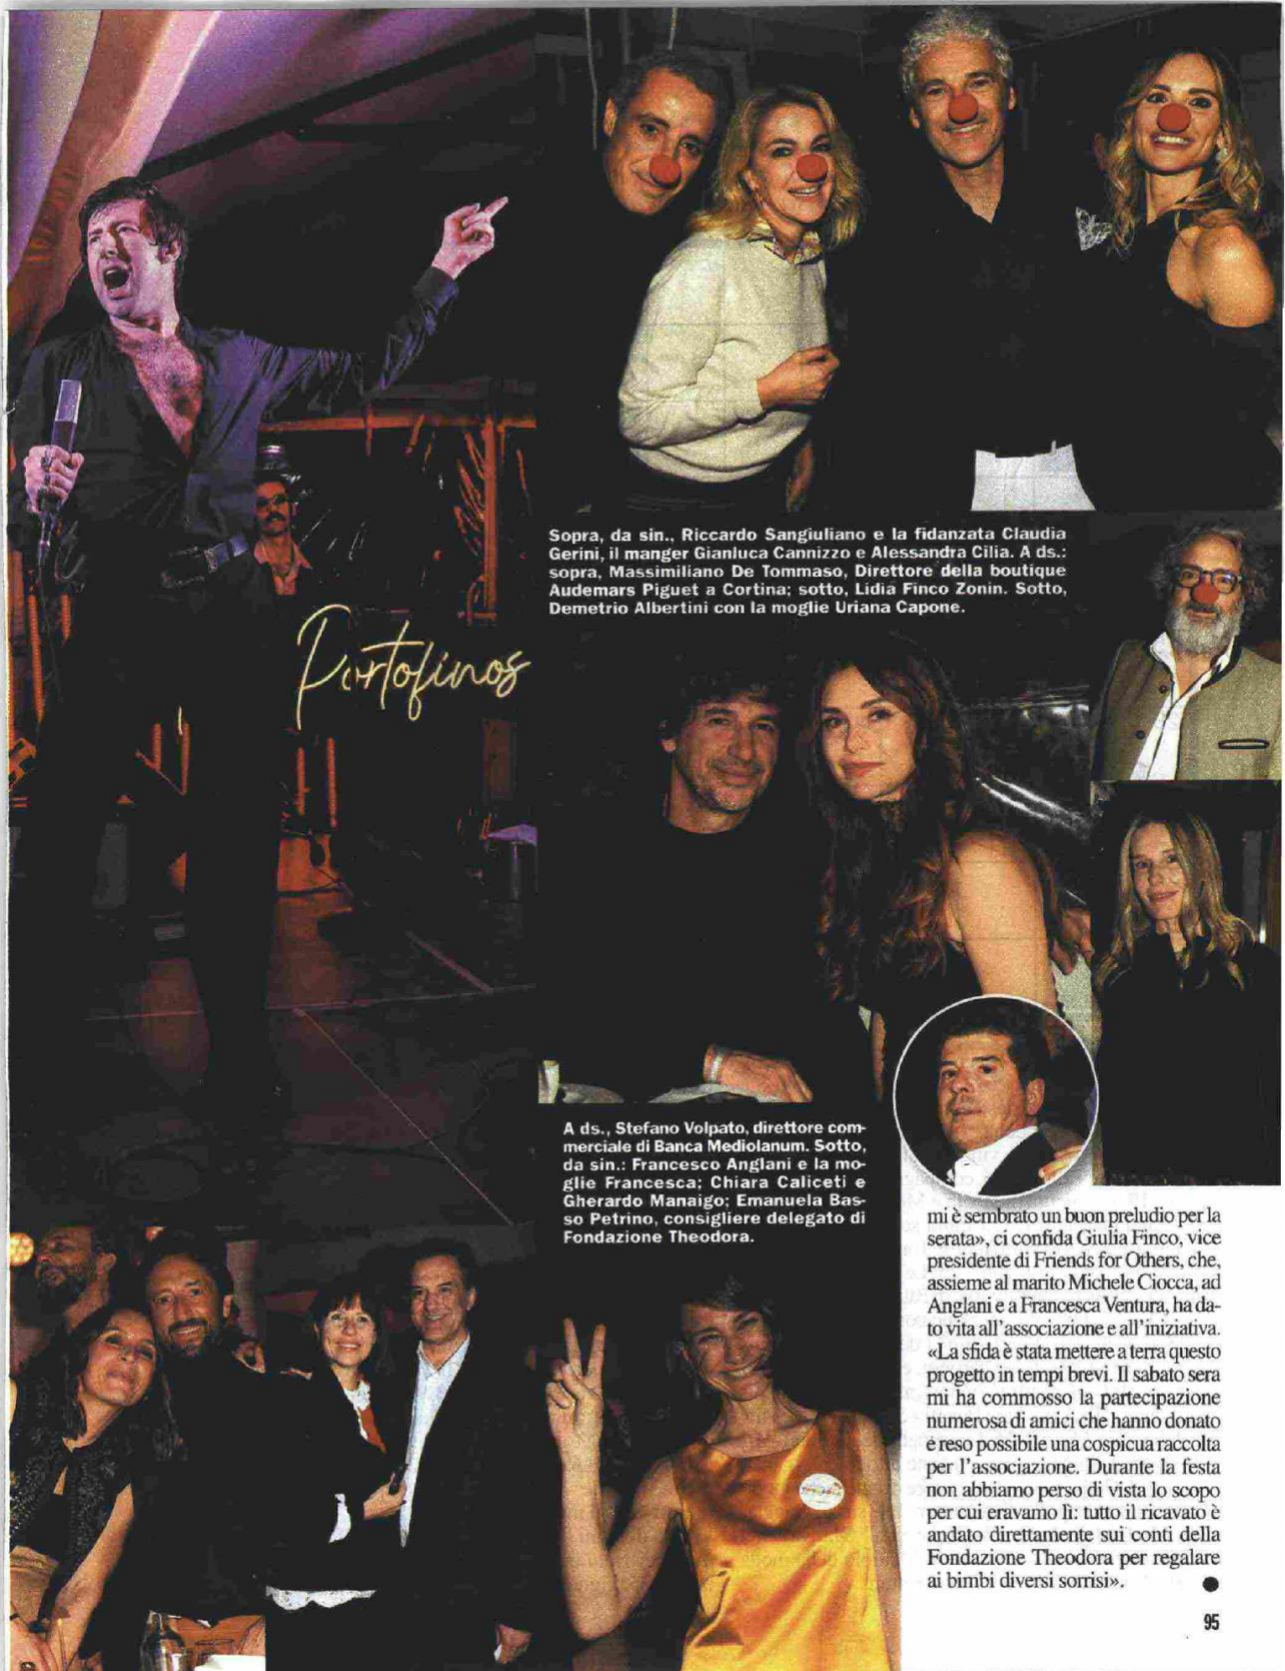 Portofinos
Sopra, da sin., Riccardo Sangiuliano e la fidanzata Claudia
Gerini, il manger Gianluca Cannizzo e Alessandra Cilia. A ds.:
sopra, Massimiliano De Tommaso, Direttore della boutique
Audemars Piguet a Cortina; sotto, Lidia Finco Zonin. Sotto,
Demetrio Albertini con la moglie Uriana Capone.
A ds., Stefano Volpato, direttore com-
merciale di Banca Mediolanum. Sotto,
da sin.: Francesco Anglani e la mo-
glie Francesca; Chiara Caliceti e
Gherardo Manaigo; Emanuela Bas-
so Petrino, consigliere delegato di
Fondazione Theodora.
mi è sembrato un buon preludio per la
serata», ci confida Giulia Finco, vice
presidente di Friends for Others, che,
assieme al marito Michele Ciocca, ad
Anglani e a Francesca Ventura, ha da-
to vita all'associazione e all'iniziativa.
«La sfida è stata mettere a terra questo
progetto in tempi brevi. Il sabato sera
mi ha commosso la partecipazione
numerosa di amici che hanno donato
e reso possibile una cospicua raccolta
per l'associazione. Durante la festa
non abbiamo perso di vista lo scopo
per cui eravamo lì: tutto il ricavato è
andato direttamente sui conti della
Fondazione Theodora per regalare
ai bimbi diversi sorrisi».
95